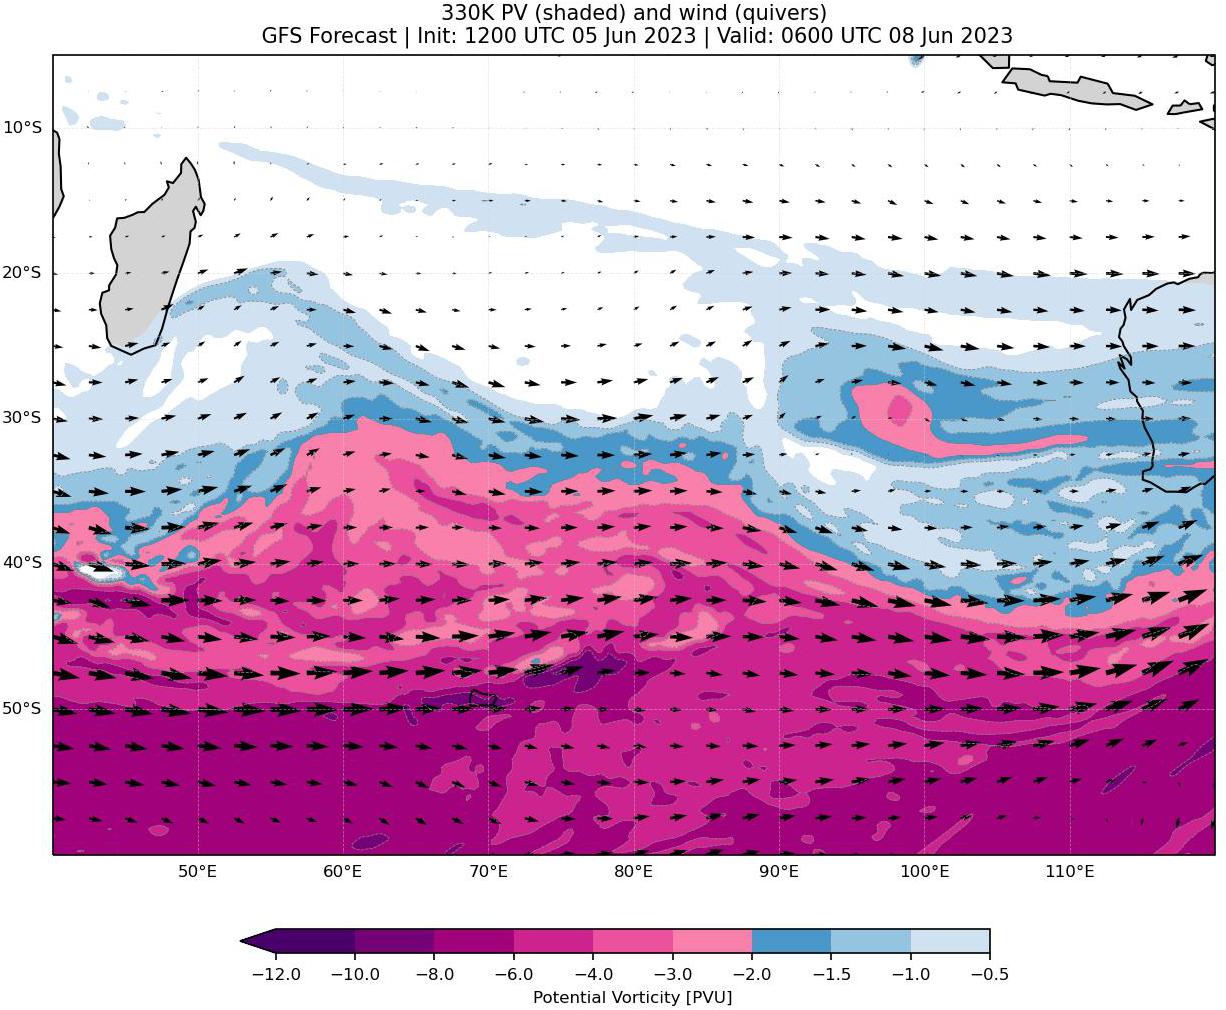 330K PV (shaded) and wind (quivers)
GFS Forecast | Init: 1200 UTC 05 Jun 2023 | Valid: 0600 UTC 08 Jun 2023
10°S
20°S
30°S
40°S
50°S
50°E 60°E 70°E 80°E 90°E 100°E 110°E
−12.0 −10.0 −8.0 −6.0 −4.0 −3.0 −2.0 −1.5 −1.0 −0.5
Potential Vorticity [PVU]